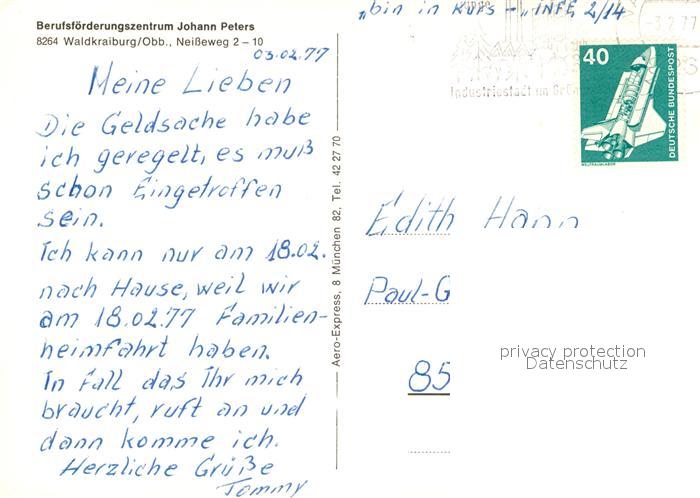 Berufsförderungszentrum Johann Peters
8264 Waldkraiburg/Obb., Neißeweg 2 – 10
03.02.77
Meine Lieben
Die Geldsache habe
ich geregelt, es muß
schon Eingetroffen
sein.
Ich kann nur am 18.02.
nach Hause, weil wir
am 18.02.77 Familien-
heimfahrt haben.
In Fall das Ihr mich
braucht, ruft an und
dann komme ich.
Herzliche Grüße
Tommy
Aero-Express, 8 München 82, Tel. 42 27 70
"bin in Kurs – "INFE 2/14
-3.2.77
Industriestadt im Grünen
40
DEUTSCHE BUNDESPOST
WELTRAUMLABOR
Edith Hann
Paul-G
85
privacy protection
Datenschutz